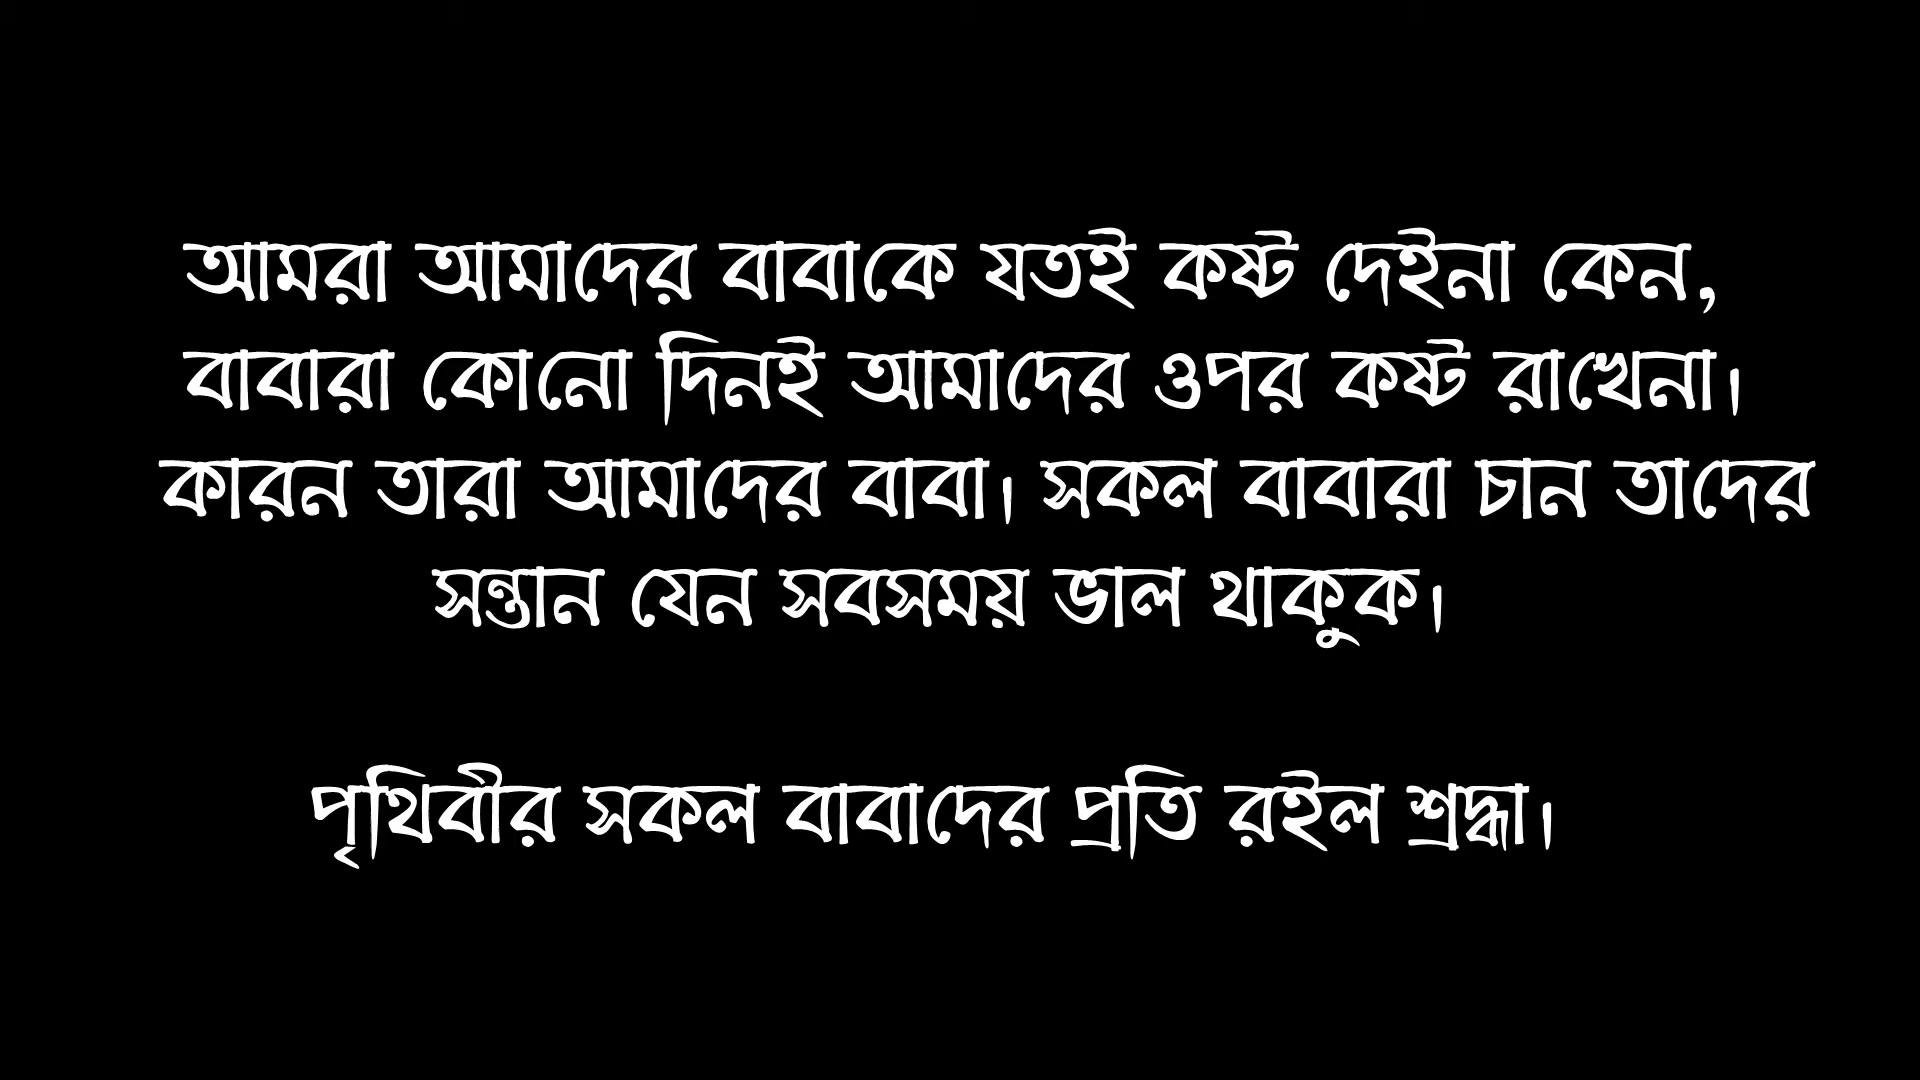 আমরা আমাদের বাবাকে যতই কষ্ট দেইনা কেন,
বাবারা কোনো দিনই আমাদের ওপর কষ্ট রাখেনা।
কারন তারা আমাদের বাবা। সকল বাবারা চান তাদের
সন্তান যেন সবসময় ভাল থাকুক।
পৃথিবীর সকল বাবাদের প্রতি রইল শ্রদ্ধা।